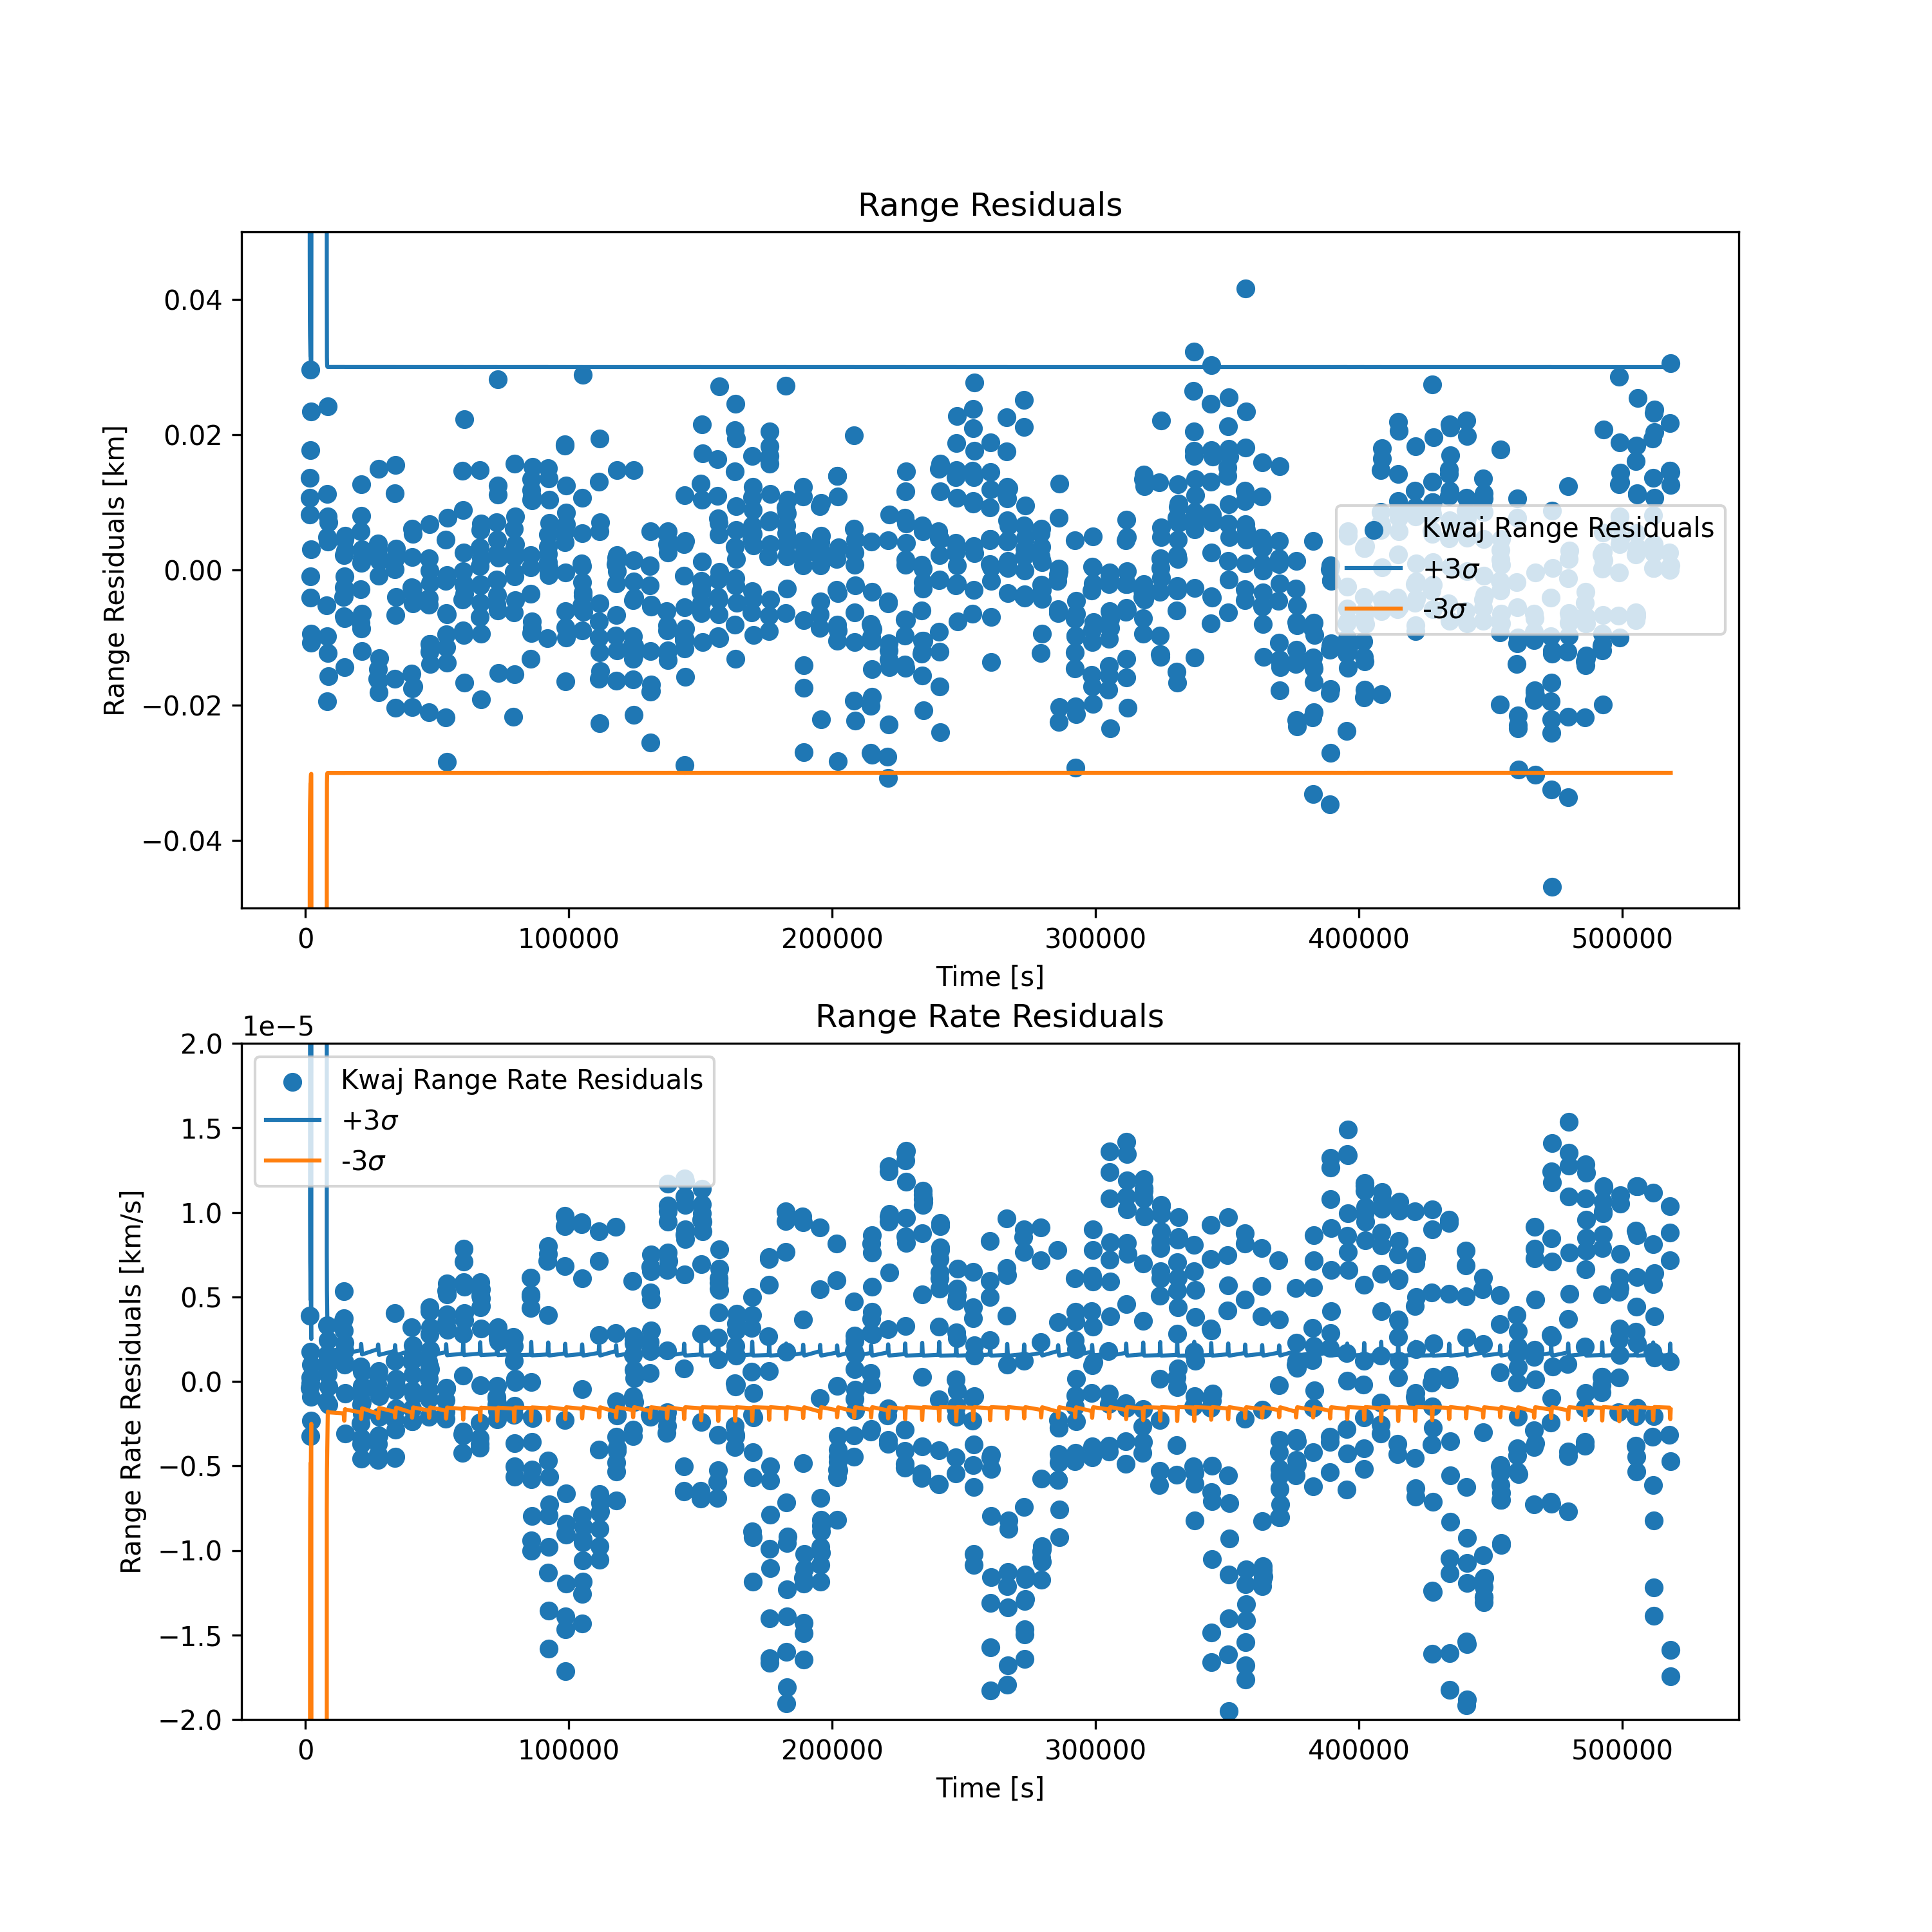 Range Residuals
Range Residuals [km]
0.04
0.02
0.00
−0.02
−0.04
Kwaj Range Residuals
+3σ
-3σ
0 100000 200000 300000 400000 500000
Time [s]
Range Rate Residuals
1e−5
Range Rate Residuals [km/s]
2.0
1.5
1.0
0.5
0.0
−0.5
−1.0
−1.5
−2.0
Kwaj Range Rate Residuals
+3σ
-3σ
0 100000 200000 300000 400000 500000
Time [s]